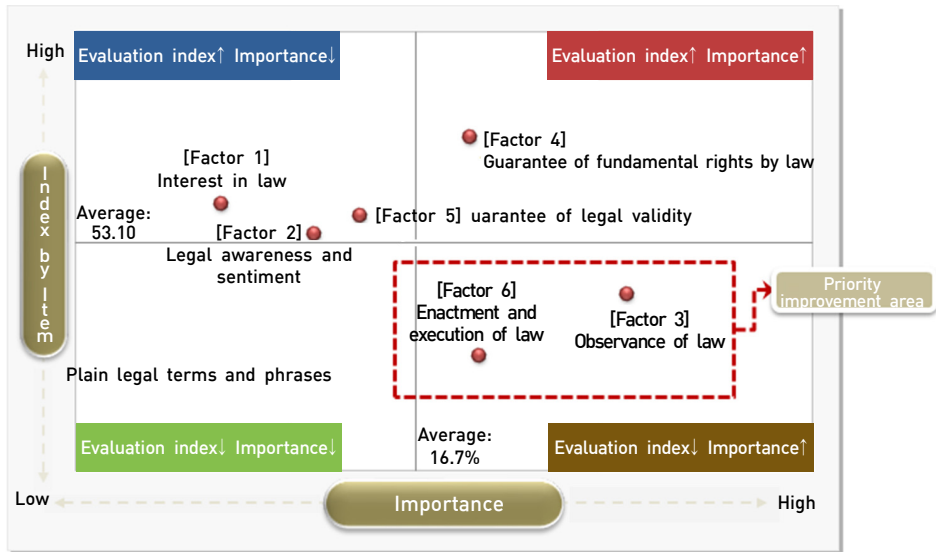 High
Evaluation index↑ Importance↓
Evaluation index↑ Importance↑
[Factor 4]
Guarantee of fundamental rights by law
[Factor 1]
Interest in law
Index by Item
Average:
53.10
[Factor 5] uarantee of legal validity
[Factor 2]
Legal awareness and
sentiment
[Factor 6]
Enactment and
execution of law
[Factor 3]
Observance of law
Priority
improvement area
Plain legal terms and phrases
Evaluation index↓ Importance↓
Average:
16.7%
Evaluation index↓ Importance↑
Low
Importance
High